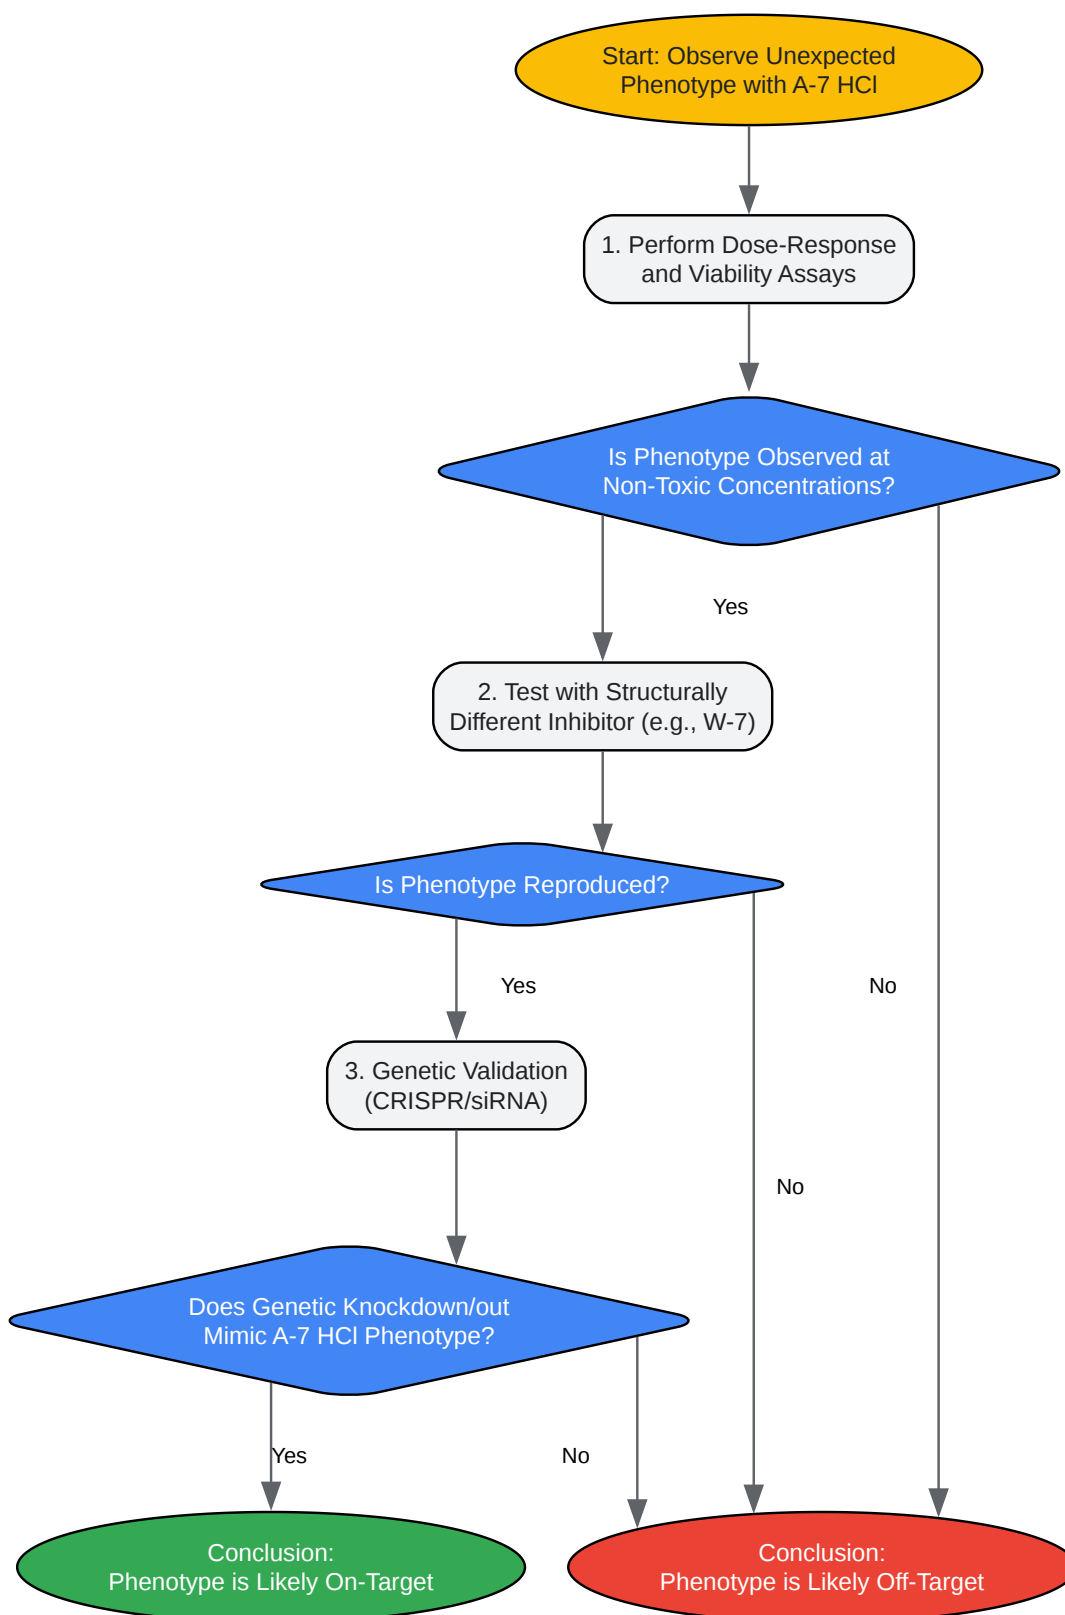 Start: Observe Unexpected
Phenotype with A-7 HCl
1. Perform Dose-Response
and Viability Assays
Is Phenotype Observed at
Non-Toxic Concentrations?
Yes
2. Test with Structurally
Different Inhibitor (e.g., W-7)
Is Phenotype Reproduced?
Yes
No
3. Genetic Validation
(CRISPR/siRNA)
No
Does Genetic Knockdown/out
Mimic A-7 HCl Phenotype?
Yes
No
Conclusion:
Phenotype is Likely On-Target
Conclusion:
Phenotype is Likely Off-Target